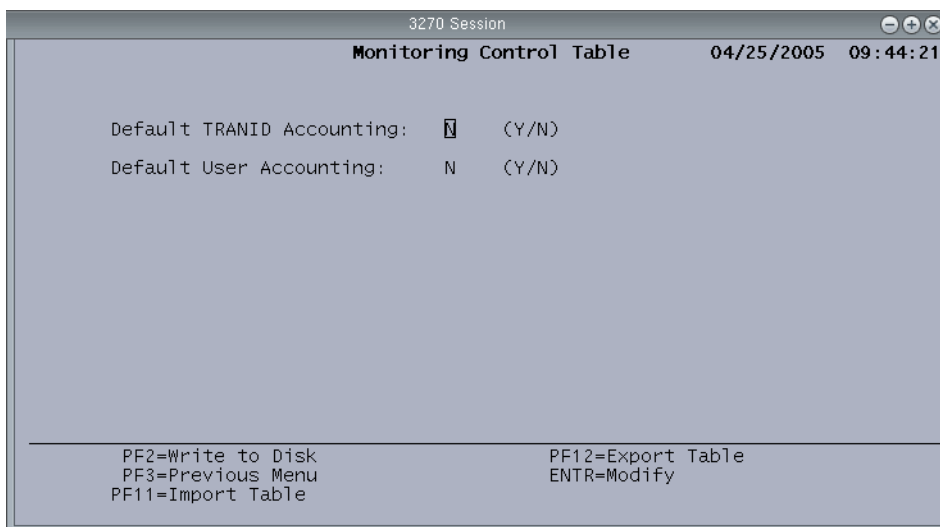 3270 Session
Monitoring Control Table 04/25/2005 09:44:21
Default TRANID Accounting: N (Y/N)
Default User Accounting: N (Y/N)
PF2=Write to Disk PF12=Export Table
PF3=Previous Menu ENTR=Modify
PF11=Import Table